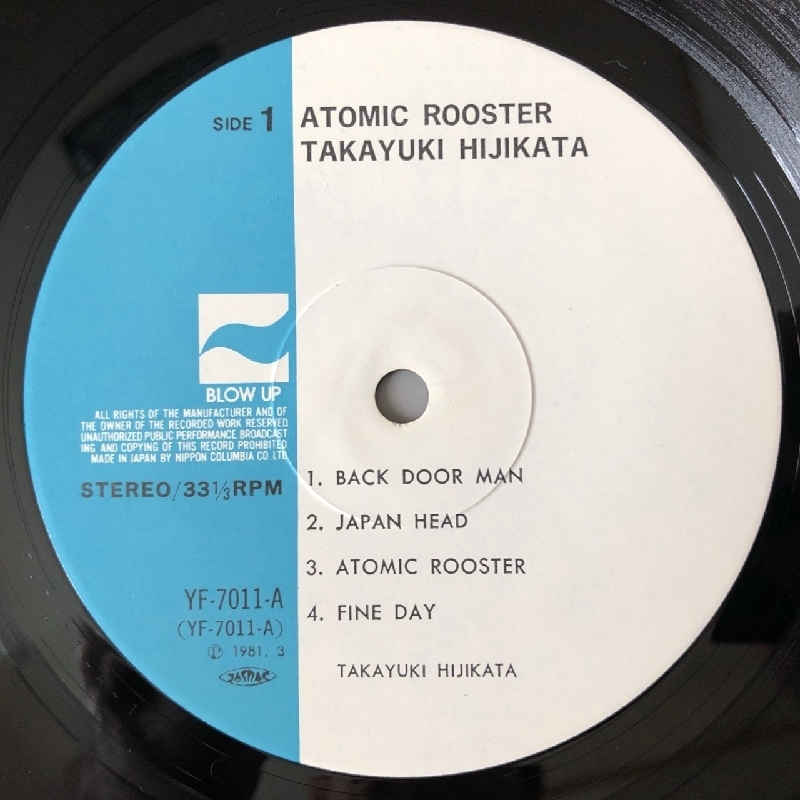 SIDE 1
ATOMIC ROOSTER
TAKAYUKI HIJIKATA
BLOW UP
ALL RIGHTS OF THE MANUFACTURER AND OF
THE OWNER OF THE RECORDED WORK RESERVED
UNAUTHORIZED PUBLIC PERFORMANCE BROADCAST
ING AND COPYING OF THIS RECORD PROHIBITED
MADE IN JAPAN BY NIPPON COLUMBIA CO LTD
STEREO/33⅓RPM
1. BACK DOOR MAN
2. JAPAN HEAD
3. ATOMIC ROOSTER
4. FINE DAY
TAKAYUKI HIJIKATA
YF-7011-A
(YF-7011-A)
℗ 1981. 3
JASRAC